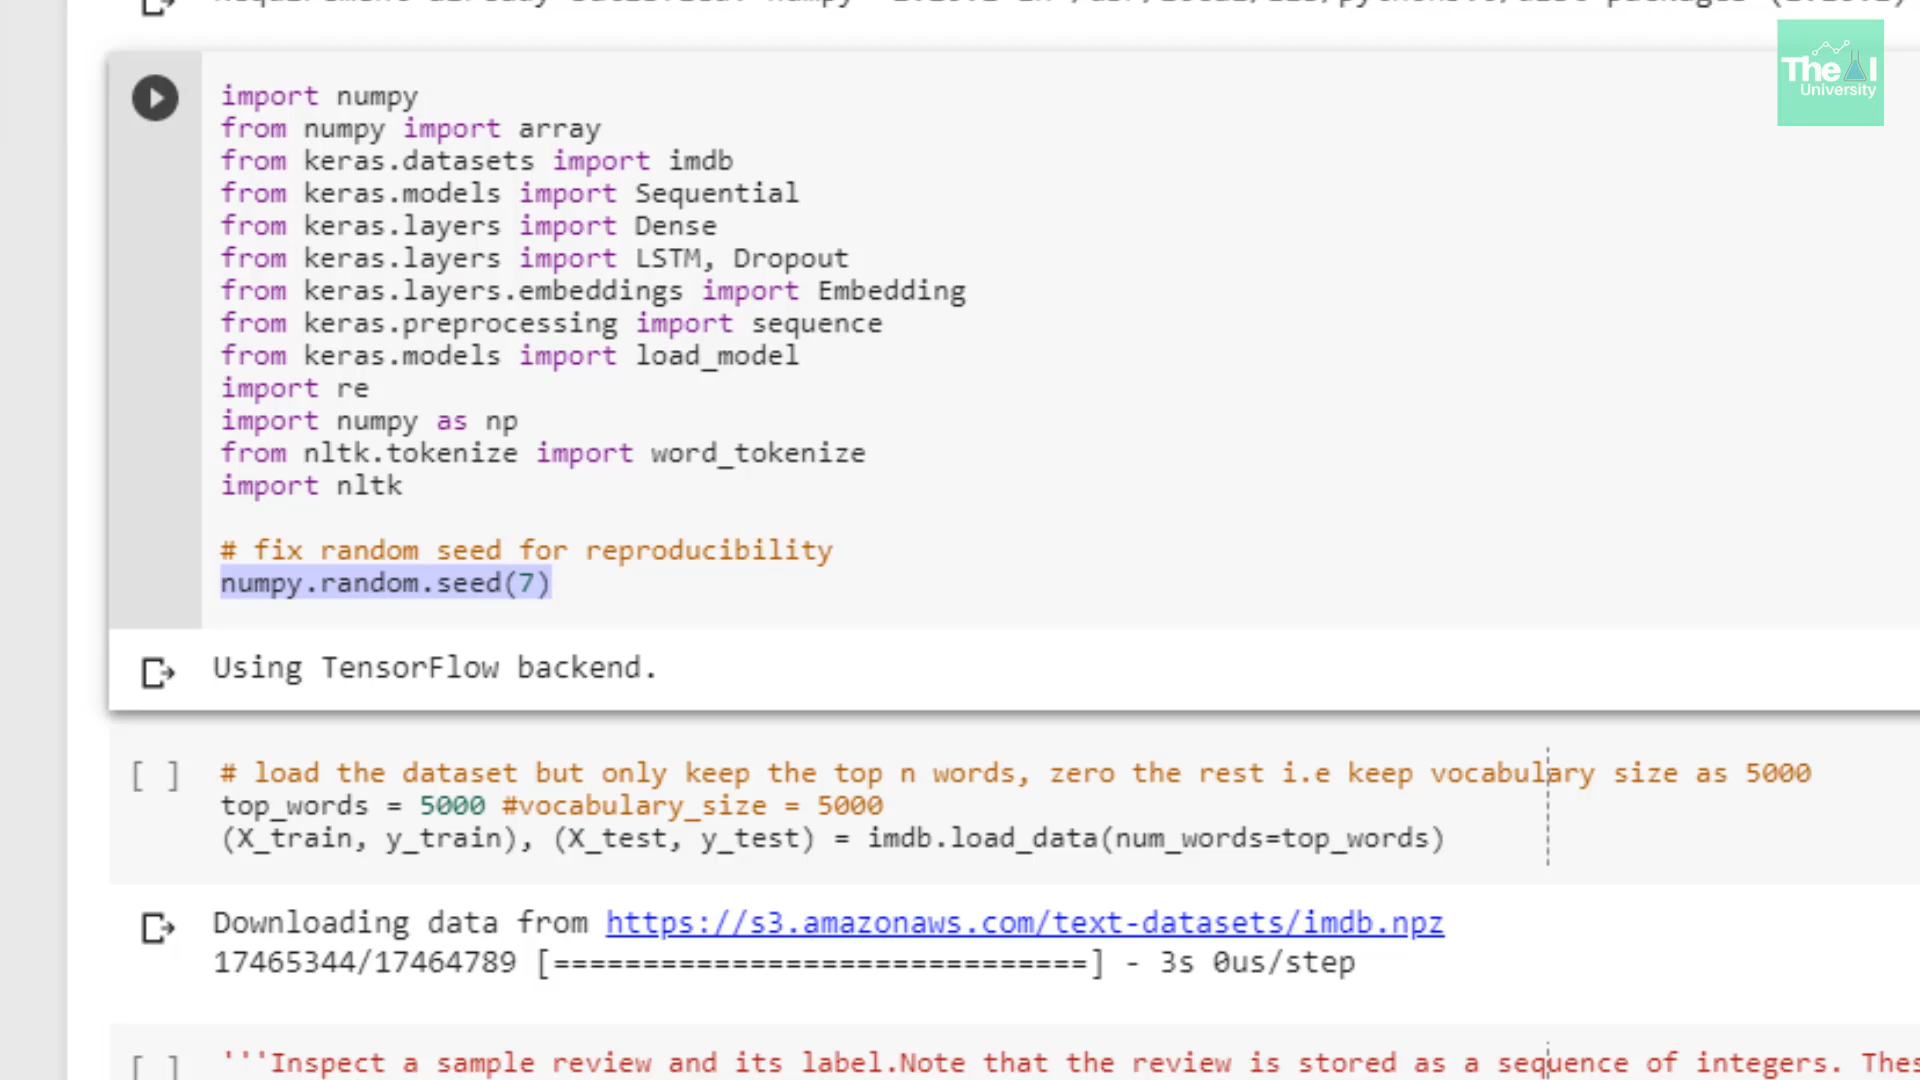 The AI
University
import numpy
from numpy import array
from keras.datasets import imdb
from keras.models import Sequential
from keras.layers import Dense
from keras.layers import LSTM, Dropout
from keras.layers.embeddings import Embedding
from keras.preprocessing import sequence
from keras.models import load_model
import re
import numpy as np
from nltk.tokenize import word_tokenize
import nltk
# fix random seed for reproducibility
numpy.random.seed(7)
Using TensorFlow backend.
[ ] # load the dataset but only keep the top n words, zero the rest i.e keep vocabulary size as 5000
top_words = 5000 #vocabulary_size = 5000
(X_train, y_train), (X_test, y_test) = imdb.load_data(num_words=top_words)
Downloading data from https://s3.amazonaws.com/text-datasets/imdb.npz
17465344/17464789 [==============================] - 3s 0us/step
[ ] '''Inspect a sample review and its label.Note that the review is stored as a sequence of integers. Thes